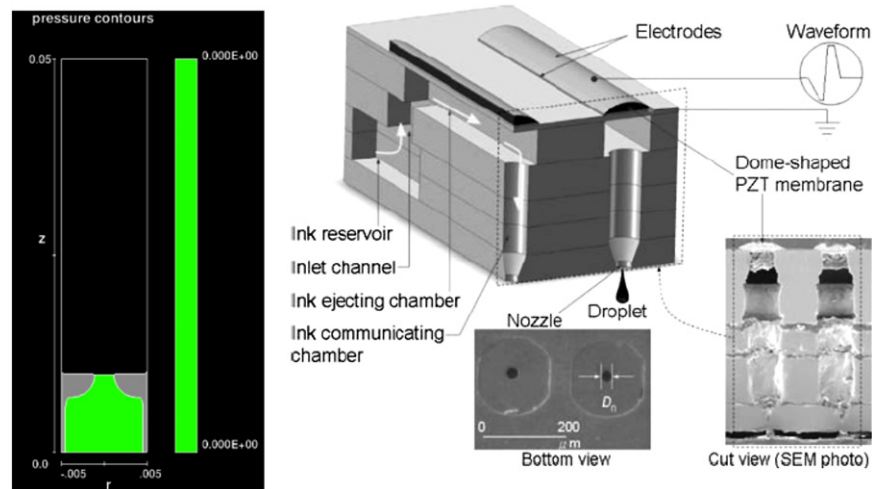 pressure contours
0.05
z
0.0
-.005
.005
r
0.000E+00
0.000E+00
Electrodes
Waveform
Dome-shaped
PZT membrane
Ink reservoir
Inlet channel
Ink ejecting chamber
Ink communicating
chamber
Nozzle
Droplet
Dn
0
200
μm
Bottom view
Cut view (SEM photo)